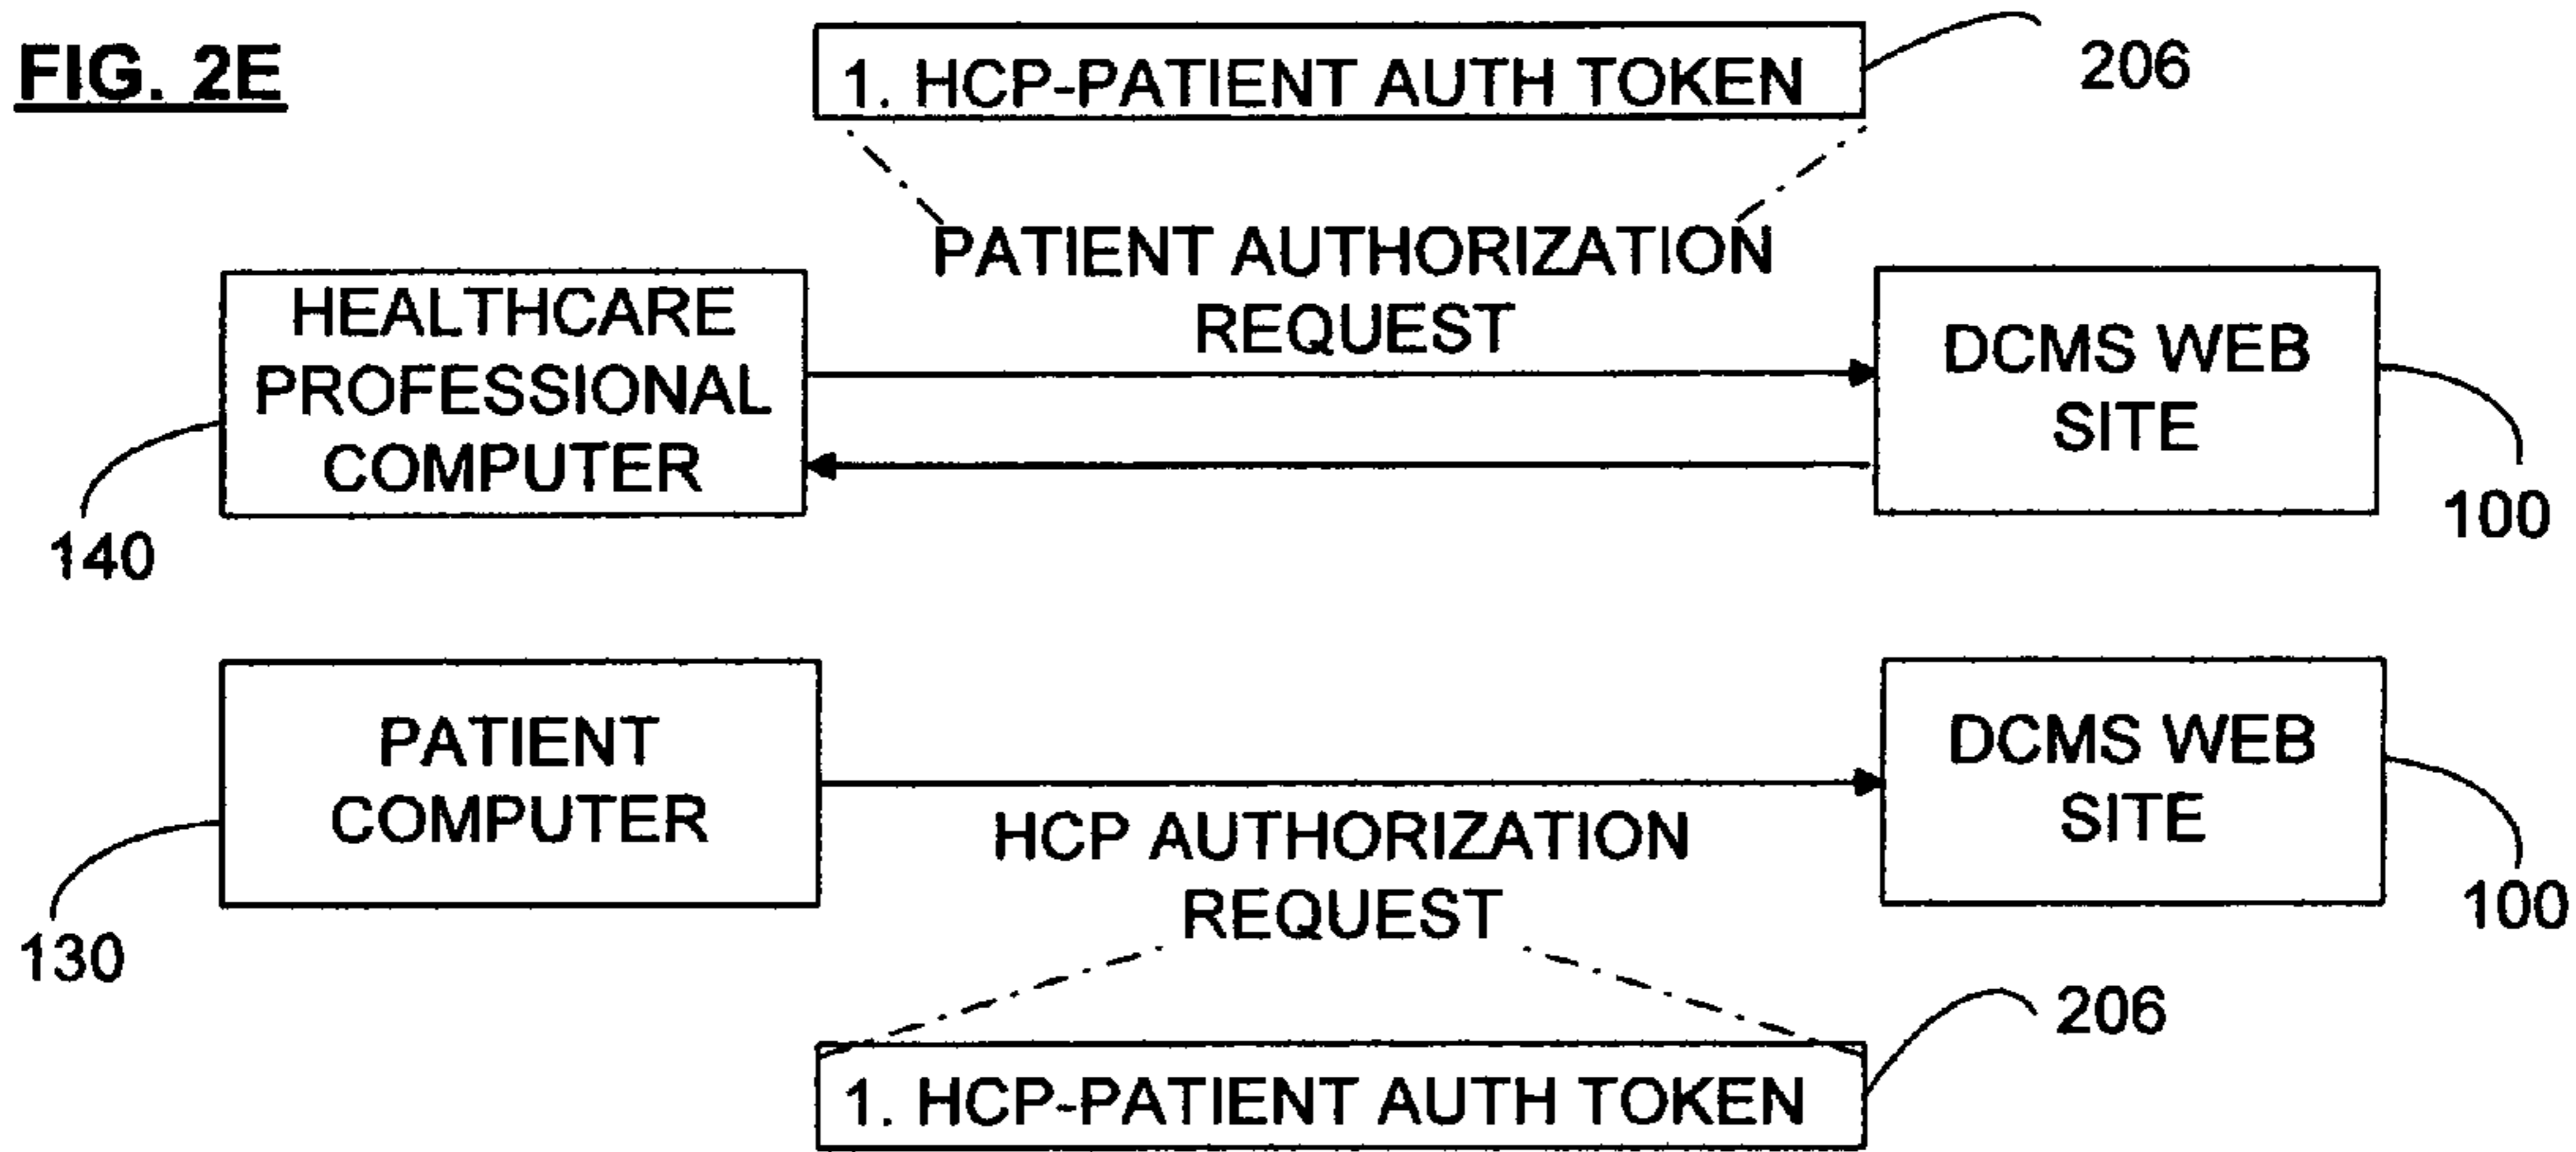 FIG. 2E
1. HCP-PATIENT AUTH TOKEN
206
PATIENT AUTHORIZATION
REQUEST
HEALTHCARE
PROFESSIONAL
COMPUTER
DCMS WEB
SITE
140
100
PATIENT
COMPUTER
DCMS WEB
SITE
HCP AUTHORIZATION
REQUEST
130
100
206
1. HCP-PATIENT AUTH TOKEN